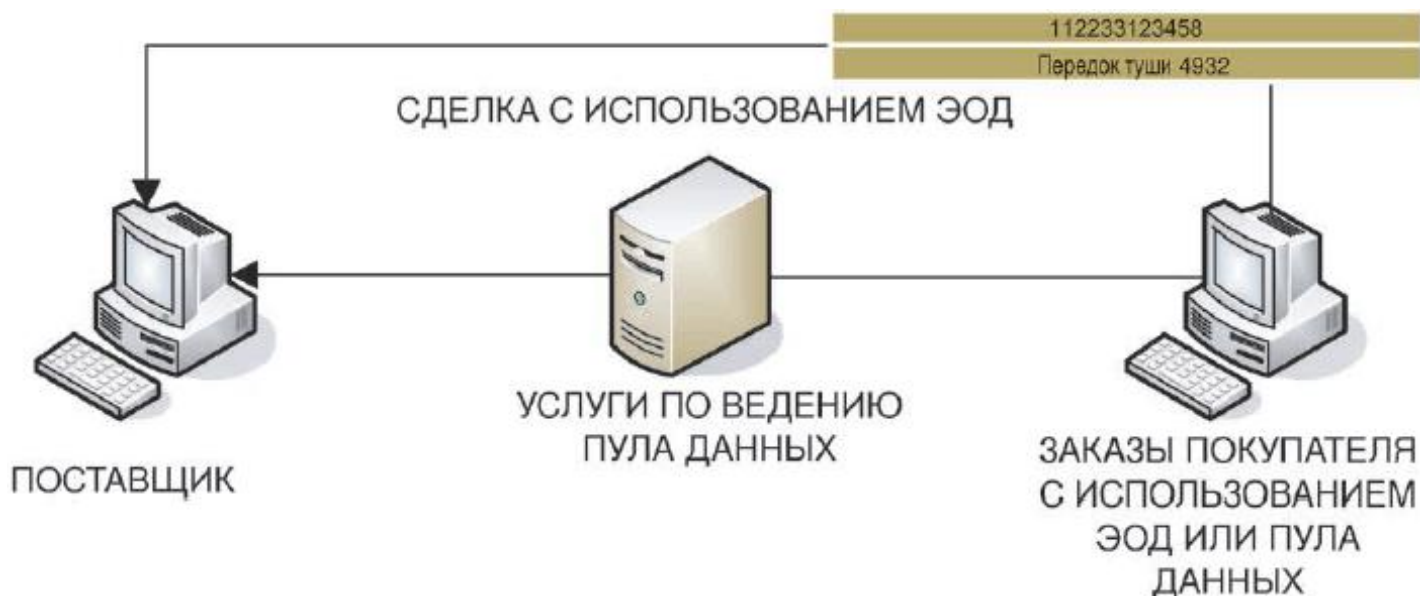 112233123458
Передок туши 4932
СДЕЛКА С ИСПОЛЬЗОВАНИЕМ ЭОД
УСЛУГИ ПО ВЕДЕНИЮ
ПУЛА ДАННЫХ
ПОСТАВЩИК
ЗАКАЗЫ ПОКУПАТЕЛЯ
С ИСПОЛЬЗОВАНИЕМ
ЭОД ИЛИ ПУЛА
ДАННЫХ